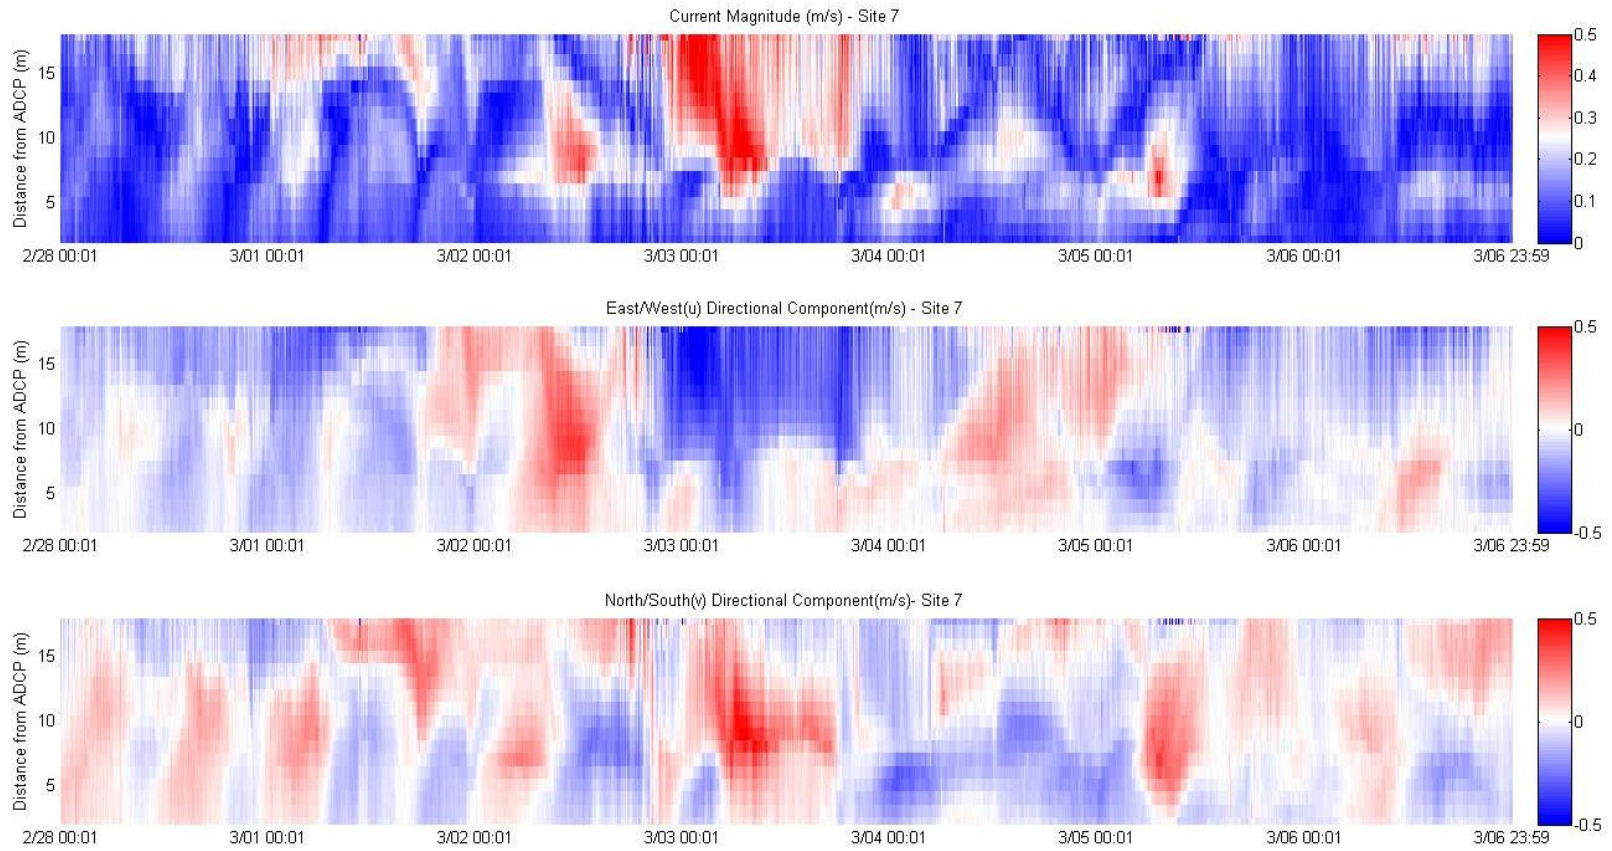 Current Magnitude (m/s) - Site 7
Distance from ADCP (m)
15
10
5
2/28 00:01 3/01 00:01 3/02 00:01 3/03 00:01 3/04 00:01 3/05 00:01 3/06 00:01 3/06 23:59
0.5
0.4
0.3
0.2
0.1
0
East/West(u) Directional Component(m/s) - Site 7
Distance from ADCP (m)
15
10
5
2/28 00:01 3/01 00:01 3/02 00:01 3/03 00:01 3/04 00:01 3/05 00:01 3/06 00:01 3/06 23:59
0.5
0
-0.5
North/South(v) Directional Component(m/s)- Site 7
Distance from ADCP (m)
15
10
5
2/28 00:01 3/01 00:01 3/02 00:01 3/03 00:01 3/04 00:01 3/05 00:01 3/06 00:01 3/06 23:59
0.5
0
-0.5